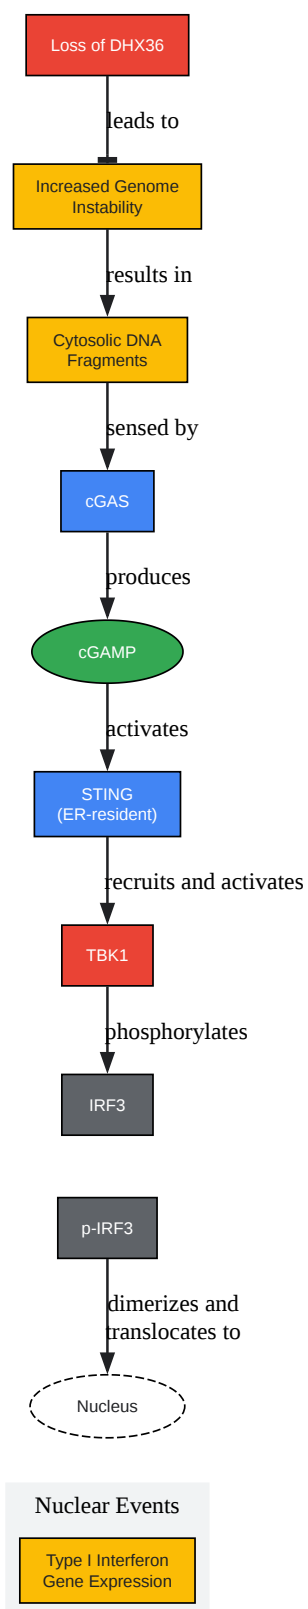 Loss of DHX36
leads to
Increased Genome
Instability
results in
Cytosolic DNA
Fragments
sensed by
cGAS
produces
cGAMP
activates
STING
(ER-resident)
recruits and activates
TBK1
phosphorylates
IRF3
p-IRF3
dimerizes and
translocates to
Nucleus
Nuclear Events
Type I Interferon
Gene Expression